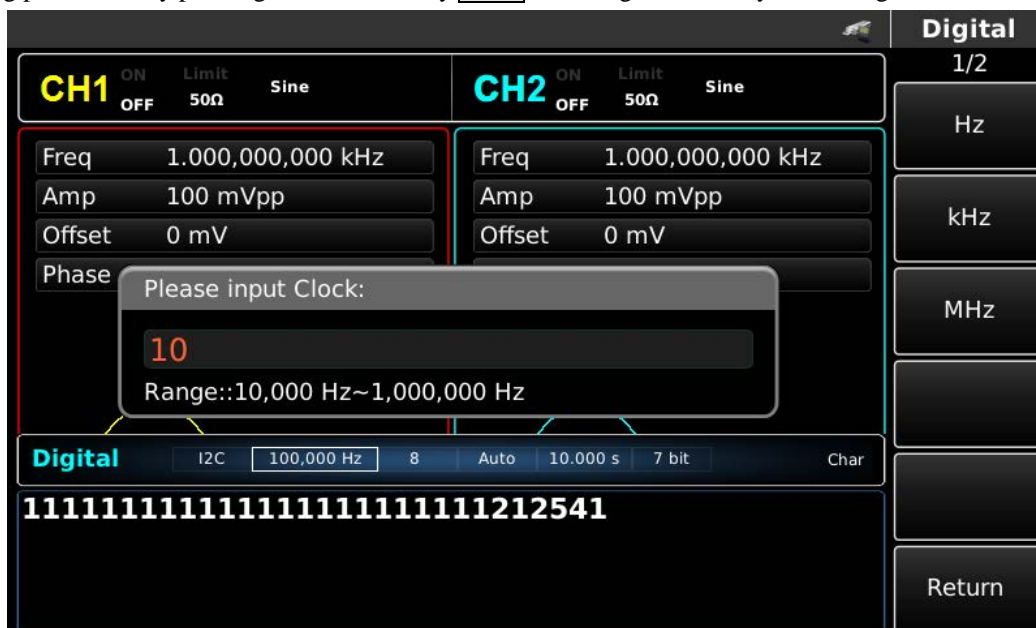 Digital
1/2
CH1 ON OFF Limit 50Ω Sine
CH2 ON OFF Limit 50Ω Sine
Hz
Freq 1.000,000,000 kHz
Freq 1.000,000,000 kHz
Amp 100 mVpp
Amp 100 mVpp
kHz
Offset 0 mV
Offset 0 mV
Phase
Please input Clock:
MHz
10
Range::10,000 Hz~1,000,000 Hz
Digital I2C 100,000 Hz 8 Auto 10.000 s 7 bit Char
111111111111111111111111212541
Return